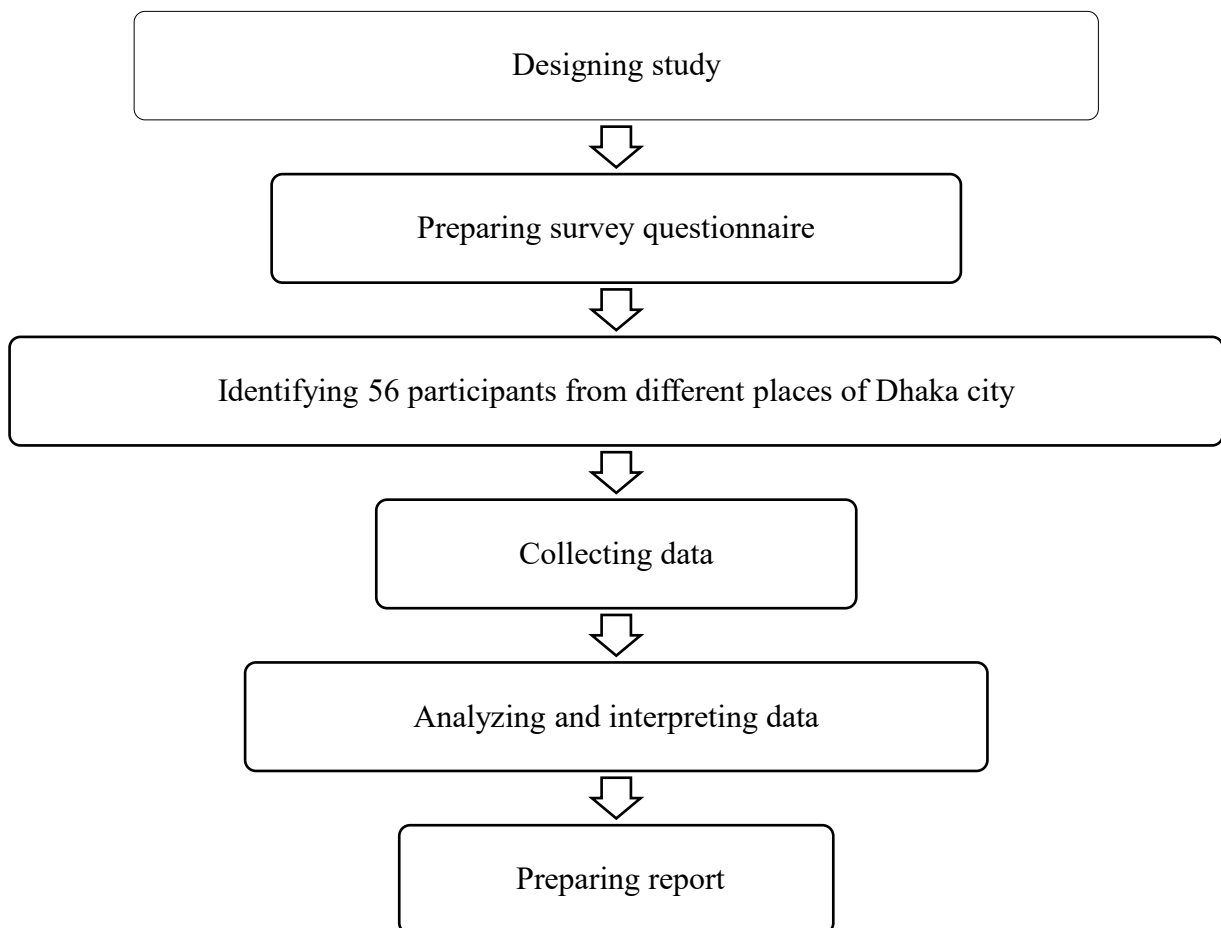 Designing study
Preparing survey questionnaire
Identifying 56 participants from different places of Dhaka city
Collecting data
Analyzing and interpreting data
Preparing report